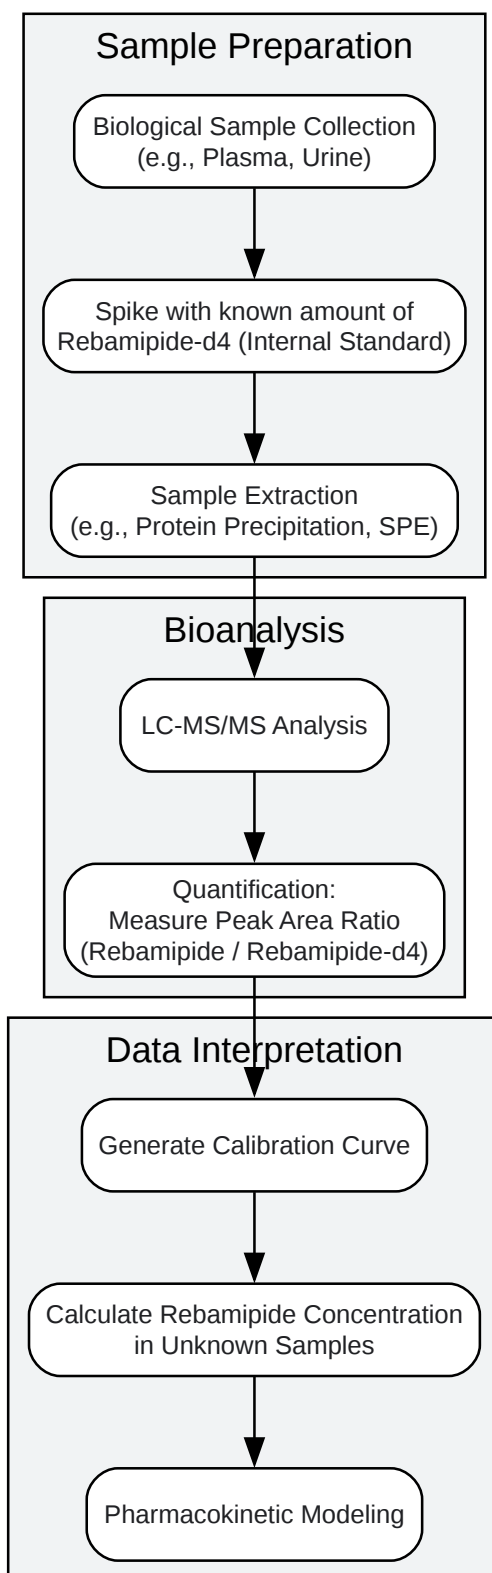 Sample Preparation
Biological Sample Collection
(e.g., Plasma, Urine)
Spike with known amount of
Rebamipide-d4 (Internal Standard)
Sample Extraction
(e.g., Protein Precipitation, SPE)
Bioanalysis
LC-MS/MS Analysis
Quantification:
Measure Peak Area Ratio
(Rebamipide / Rebamipide-d4)
Data Interpretation
Generate Calibration Curve
Calculate Rebamipide Concentration
in Unknown Samples
Pharmacokinetic Modeling